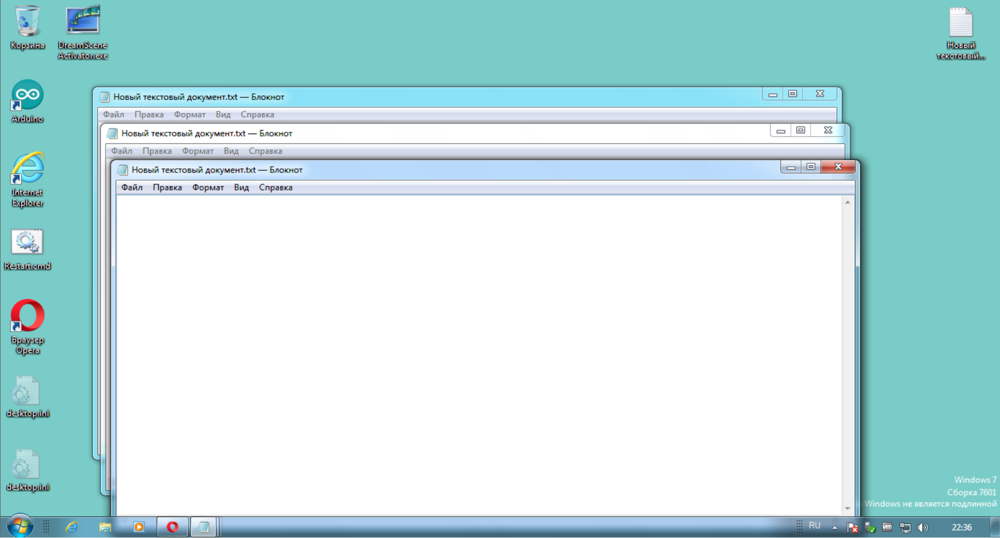 Корзина
DreamScene
Activator.exe
Новый
текстовый...
Arduino
Internet
Explorer
Restart.cmd
Браузер
Opera
desktop.ini
desktop.ini
Новый текстовый документ.txt — Блокнот
Файл Правка Формат Вид Справка
Новый текстовый документ.txt — Блокнот
Файл Правка Формат Вид Справка
Новый текстовый документ.txt — Блокнот
Файл Правка Формат Вид Справка
Windows 7
Сборка 7601
Windows не является подлинной
RU
vm
22:36